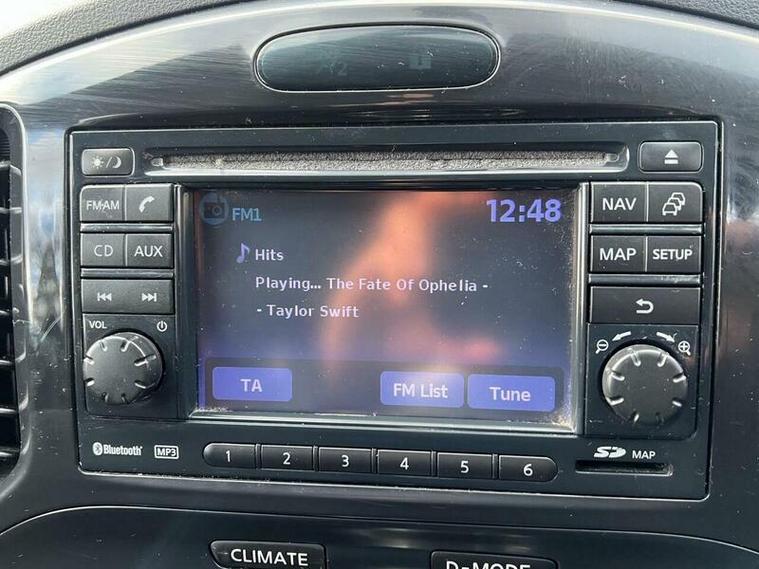 FM·AM
CD
AUX
VOL
FM1
12:48
Hits
Playing... The Fate Of Ophelia -
- Taylor Swift
TA
FM List
Tune
NAV
MAP
SETUP
Bluetooth
MP3
1 2 3 4 5 6
SD MAP
CLIMATE
D-MODE